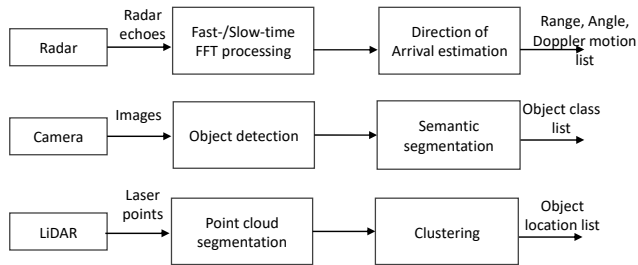 Radar
Radar
echoes
Fast-/Slow-time
FFT processing
Direction of
Arrival estimation
Range, Angle,
Doppler motion
list
Camera
Images
Object detection
Semantic
segmentation
Object class
list
LiDAR
Laser
points
Point cloud
segmentation
Clustering
Object
location list